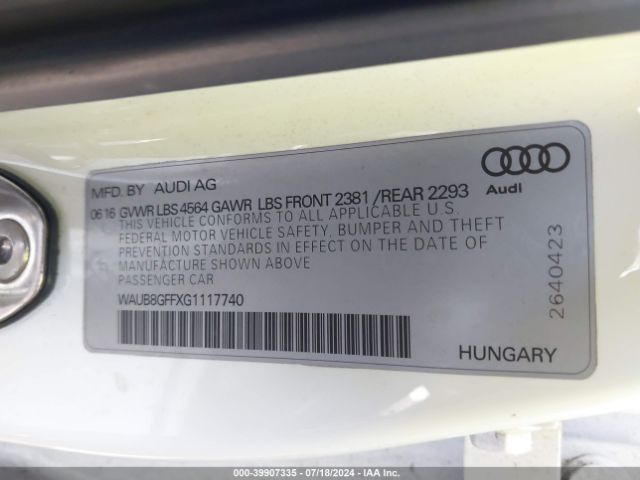 MFD. BY AUDI AG
Audi
06 16 GVWR LBS 4564 GAWR LBS FRONT 2381 /REAR 2293
THIS VEHICLE CONFORMS TO ALL APPLICABLE U.S.
FEDERAL MOTOR VEHICLE SAFETY, BUMPER AND THEFT
PREVENTION STANDARDS IN EFFECT ON THE DATE OF
MANUFACTURE SHOWN ABOVE
PASSENGER CAR
WAUB8GFFXG1117740
2640423
HUNGARY
000-39907335 - 07/18/2024 - IAA Inc.